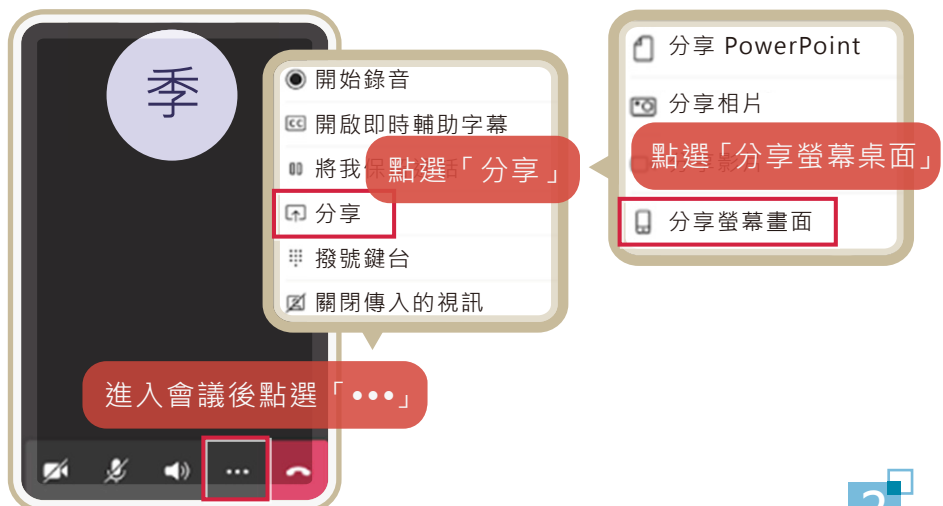 季
開始錄音
CC 開啟即時輔助字幕
將我保
點選「分享」
分享
撥號鍵台
關閉傳入的視訊
進入會議後點選「•••」
分享 PowerPoint
分享相片
點選「分享螢幕桌面」
分享螢幕畫面